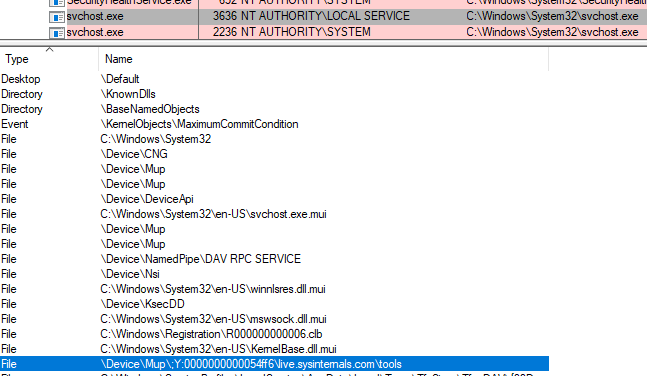 SecurityHealthService.exe 652 NT AUTHORITY\SYSTEM C:\Windows\System32\SecurityHe
svchost.exe 3636 NT AUTHORITY\LOCAL SERVICE C:\Windows\System32\svchost.exe
svchost.exe 2236 NT AUTHORITY\SYSTEM C:\Windows\System32\svchost.exe
Type Name
Desktop \Default
Directory \KnownDlls
Directory \BaseNamedObjects
Event \KernelObjects\MaximumCommitCondition
File C:\Windows\System32
File \Device\CNG
File \Device\Mup
File \Device\Mup
File \Device\DeviceApi
File C:\Windows\System32\en-US\svchost.exe.mui
File \Device\Mup
File \Device\Mup
File \Device\NamedPipe\DAV RPC SERVICE
File \Device\Nsi
File C:\Windows\System32\en-US\winnlsres.dll.mui
File \Device\KsecDD
File C:\Windows\System32\en-US\mswsock.dll.mui
File C:\Windows\Registration\R000000000006.clb
File C:\Windows\System32\en-US\KernelBase.dll.mui
File \Device\Mup\;Y:0000000000054ff6\live.sysinternals.com\tools